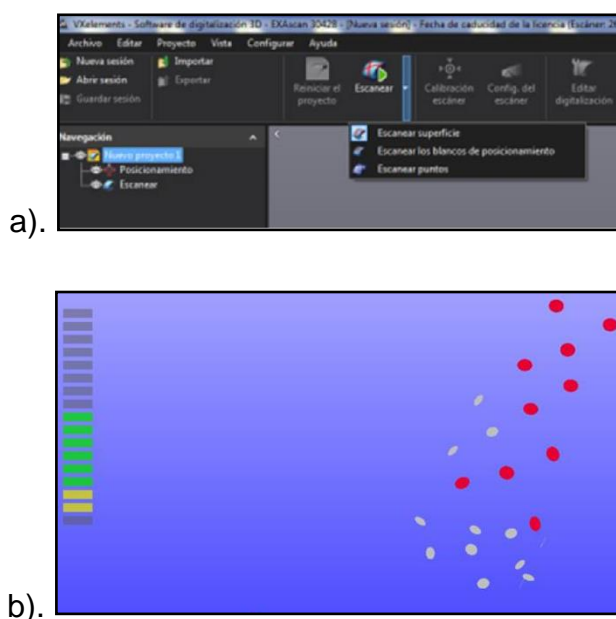 VXelements - Software de digitalización 3D - EXAscan 30428 - [Nueva sesión] - Fecha de caducidad de la licencia (Escáner: 26
Archivo Editar Proyecto Vista Configurar Ayuda
Nueva sesión Importar
Abrir sesión Exportar
Guardar sesión
Reiniciar el proyecto Escanear Calibración escáner Config. del escáner Editar digitalización
Navegación
Escanear superficie
Nuevo proyecto 1
Escanear los blancos de posicionamiento
Posicionamiento
Escanear puntos
Escanear
a).
b).